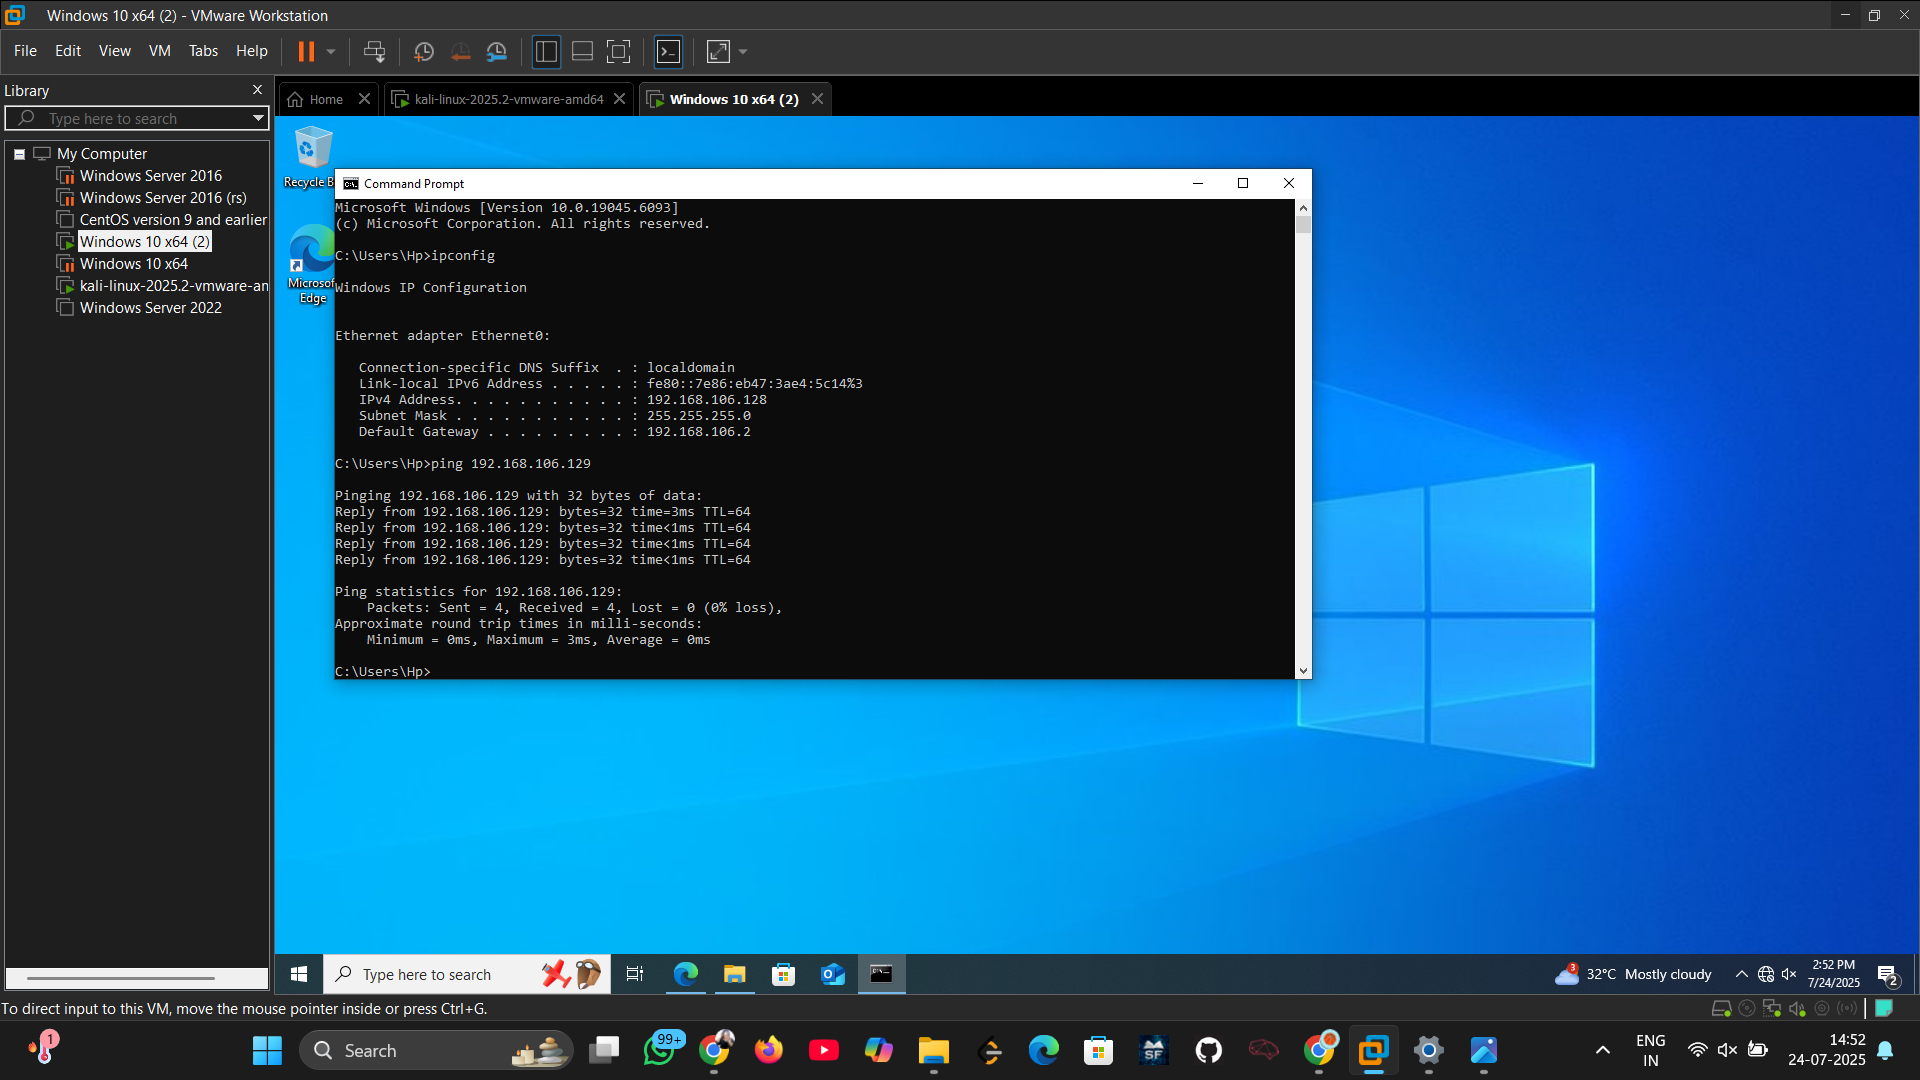 Windows 10 x64 (2) - VMware Workstation
File Edit View VM Tabs Help
Library
Type here to search
My Computer
Windows Server 2016
Windows Server 2016 (rs)
CentOS version 9 and earlier
Windows 10 x64 (2)
Windows 10 x64
kali-linux-2025.2-vmware-an
Windows Server 2022
Home
kali-linux-2025.2-vmware-amd64
Windows 10 x64 (2)
Recycle B
Microsof
Edge
Command Prompt
Microsoft Windows [Version 10.0.19045.6093]
(c) Microsoft Corporation. All rights reserved.
C:\Users\Hp>ipconfig
Windows IP Configuration
Ethernet adapter Ethernet0:
Connection-specific DNS Suffix  . : localdomain
Link-local IPv6 Address . . . . . : fe80::7e86:eb47:3ae4:5c14%3
IPv4 Address. . . . . . . . . . . : 192.168.106.128
Subnet Mask . . . . . . . . . . . : 255.255.255.0
Default Gateway . . . . . . . . . : 192.168.106.2
C:\Users\Hp>ping 192.168.106.129
Pinging 192.168.106.129 with 32 bytes of data:
Reply from 192.168.106.129: bytes=32 time=3ms TTL=64
Reply from 192.168.106.129: bytes=32 time<1ms TTL=64
Reply from 192.168.106.129: bytes=32 time<1ms TTL=64
Reply from 192.168.106.129: bytes=32 time<1ms TTL=64
Ping statistics for 192.168.106.129:
Packets: Sent = 4, Received = 4, Lost = 0 (0% loss),
Approximate round trip times in milli-seconds:
Minimum = 0ms, Maximum = 3ms, Average = 0ms
C:\Users\Hp>
Type here to search
3
32°C Mostly cloudy
2:52 PM
7/24/2025
2
To direct input to this VM, move the mouse pointer inside or press Ctrl+G.
1
Search
99+
SF
ENG
IN
14:52
24-07-2025